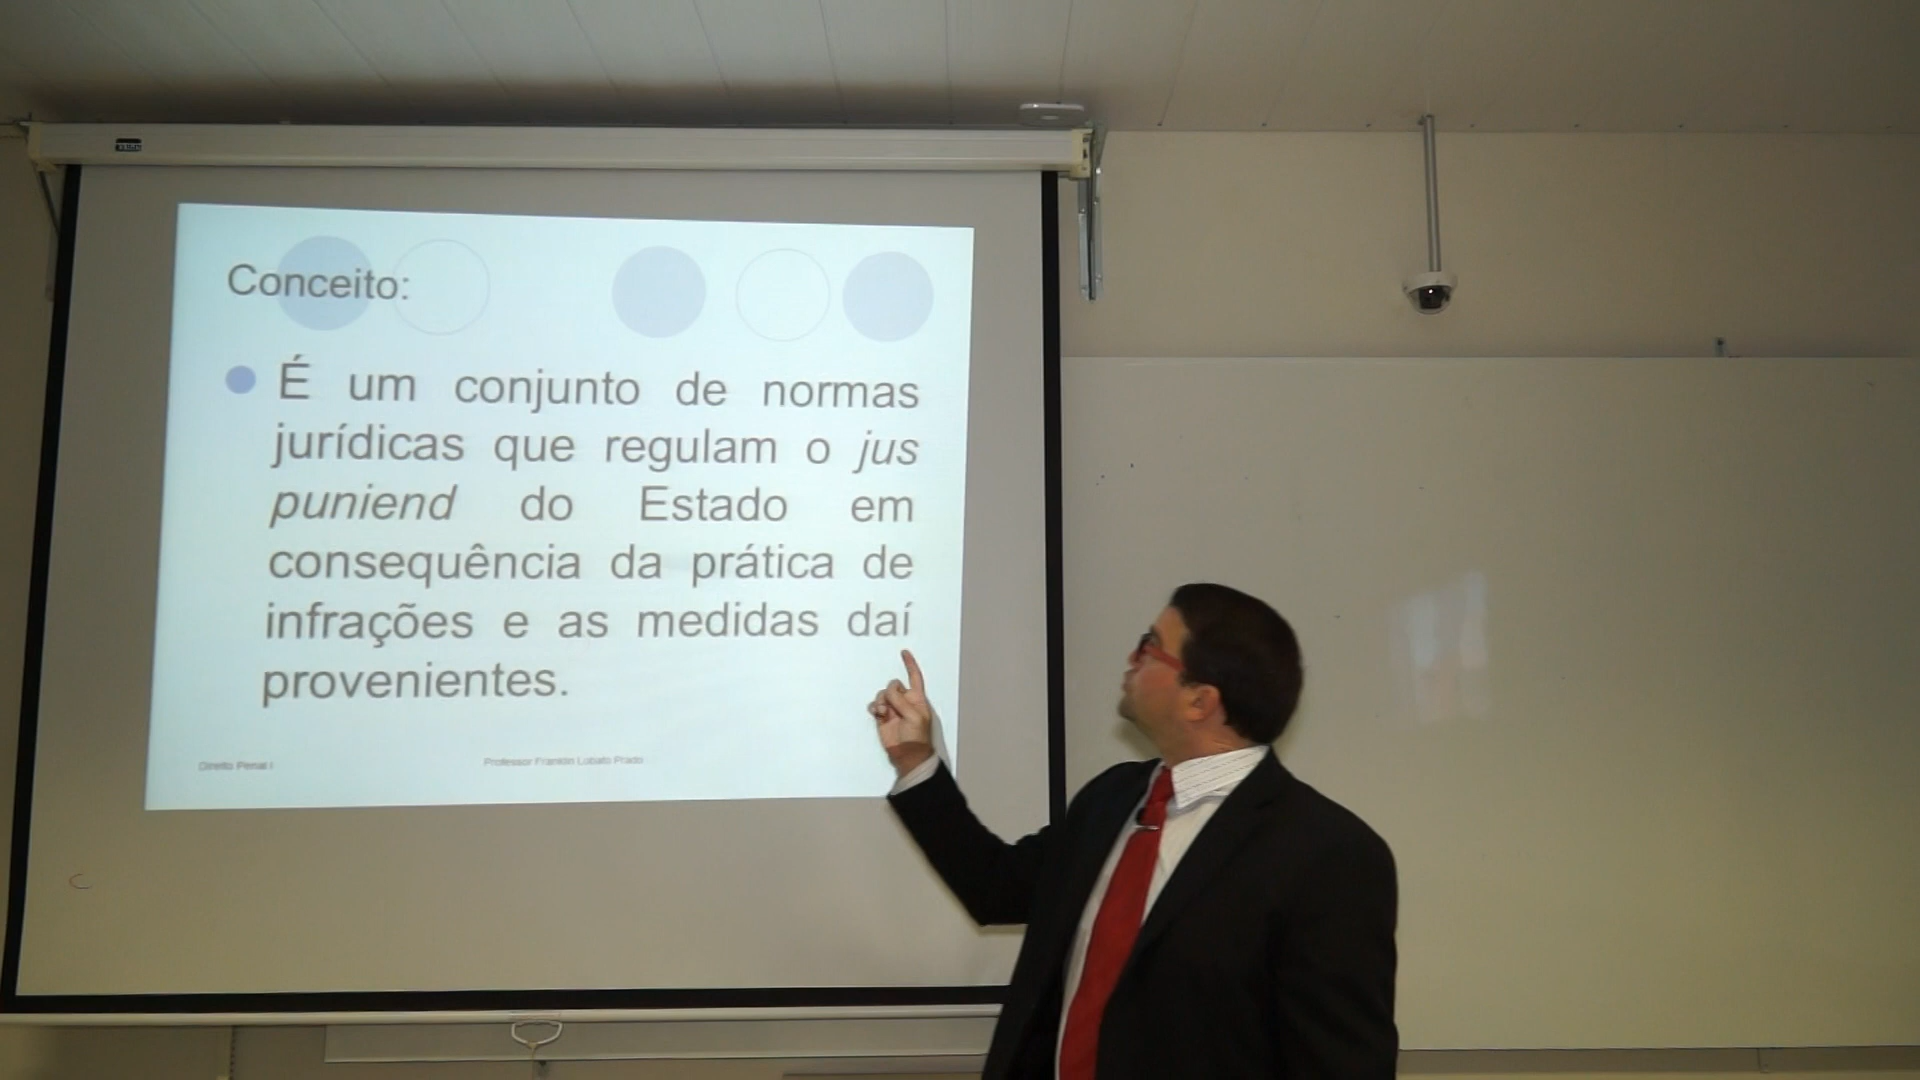 Conceito:
É um conjunto de normas
jurídicas que regulam o jus
puniend do Estado em
consequência da prática de
infrações e as medidas daí
provenientes.
Direito Penal I
Professor Franklin Lobato Prado